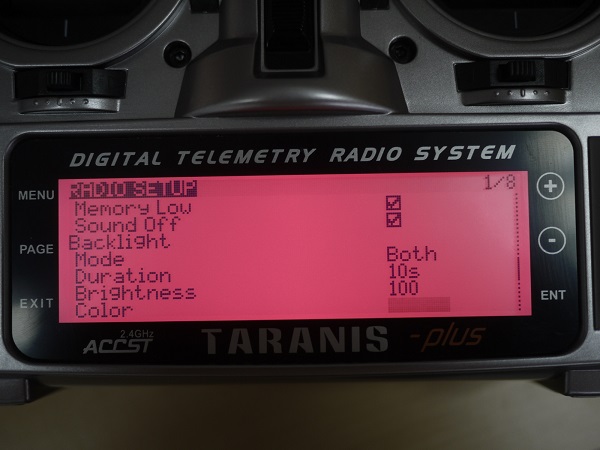 DIGITAL TELEMETRY RADIO SYSTEM
MENU
PAGE
EXIT
RADIO SETUP 1/8
Memory Low
Sound Off
Backlight
Mode Both
Duration 10s
Brightness 100
Color
+
-
ENT
2.4GHz
ACCST
TARANIS -plus